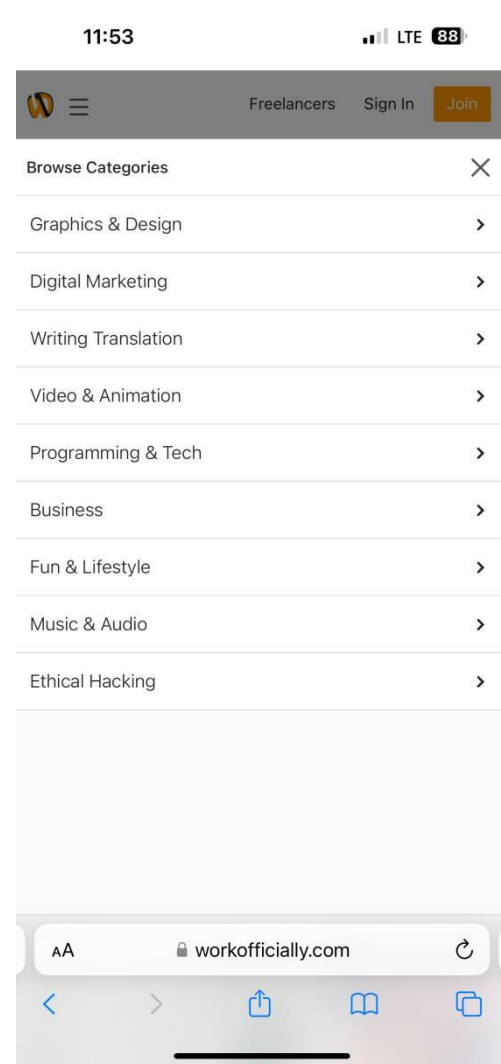 11:53 LTE 88
Freelancers Sign In Join
Browse Categories
Graphics & Design
Digital Marketing
Writing Translation
Video & Animation
Programming & Tech
Business
Fun & Lifestyle
Music & Audio
Ethical Hacking
AA workofficially.com